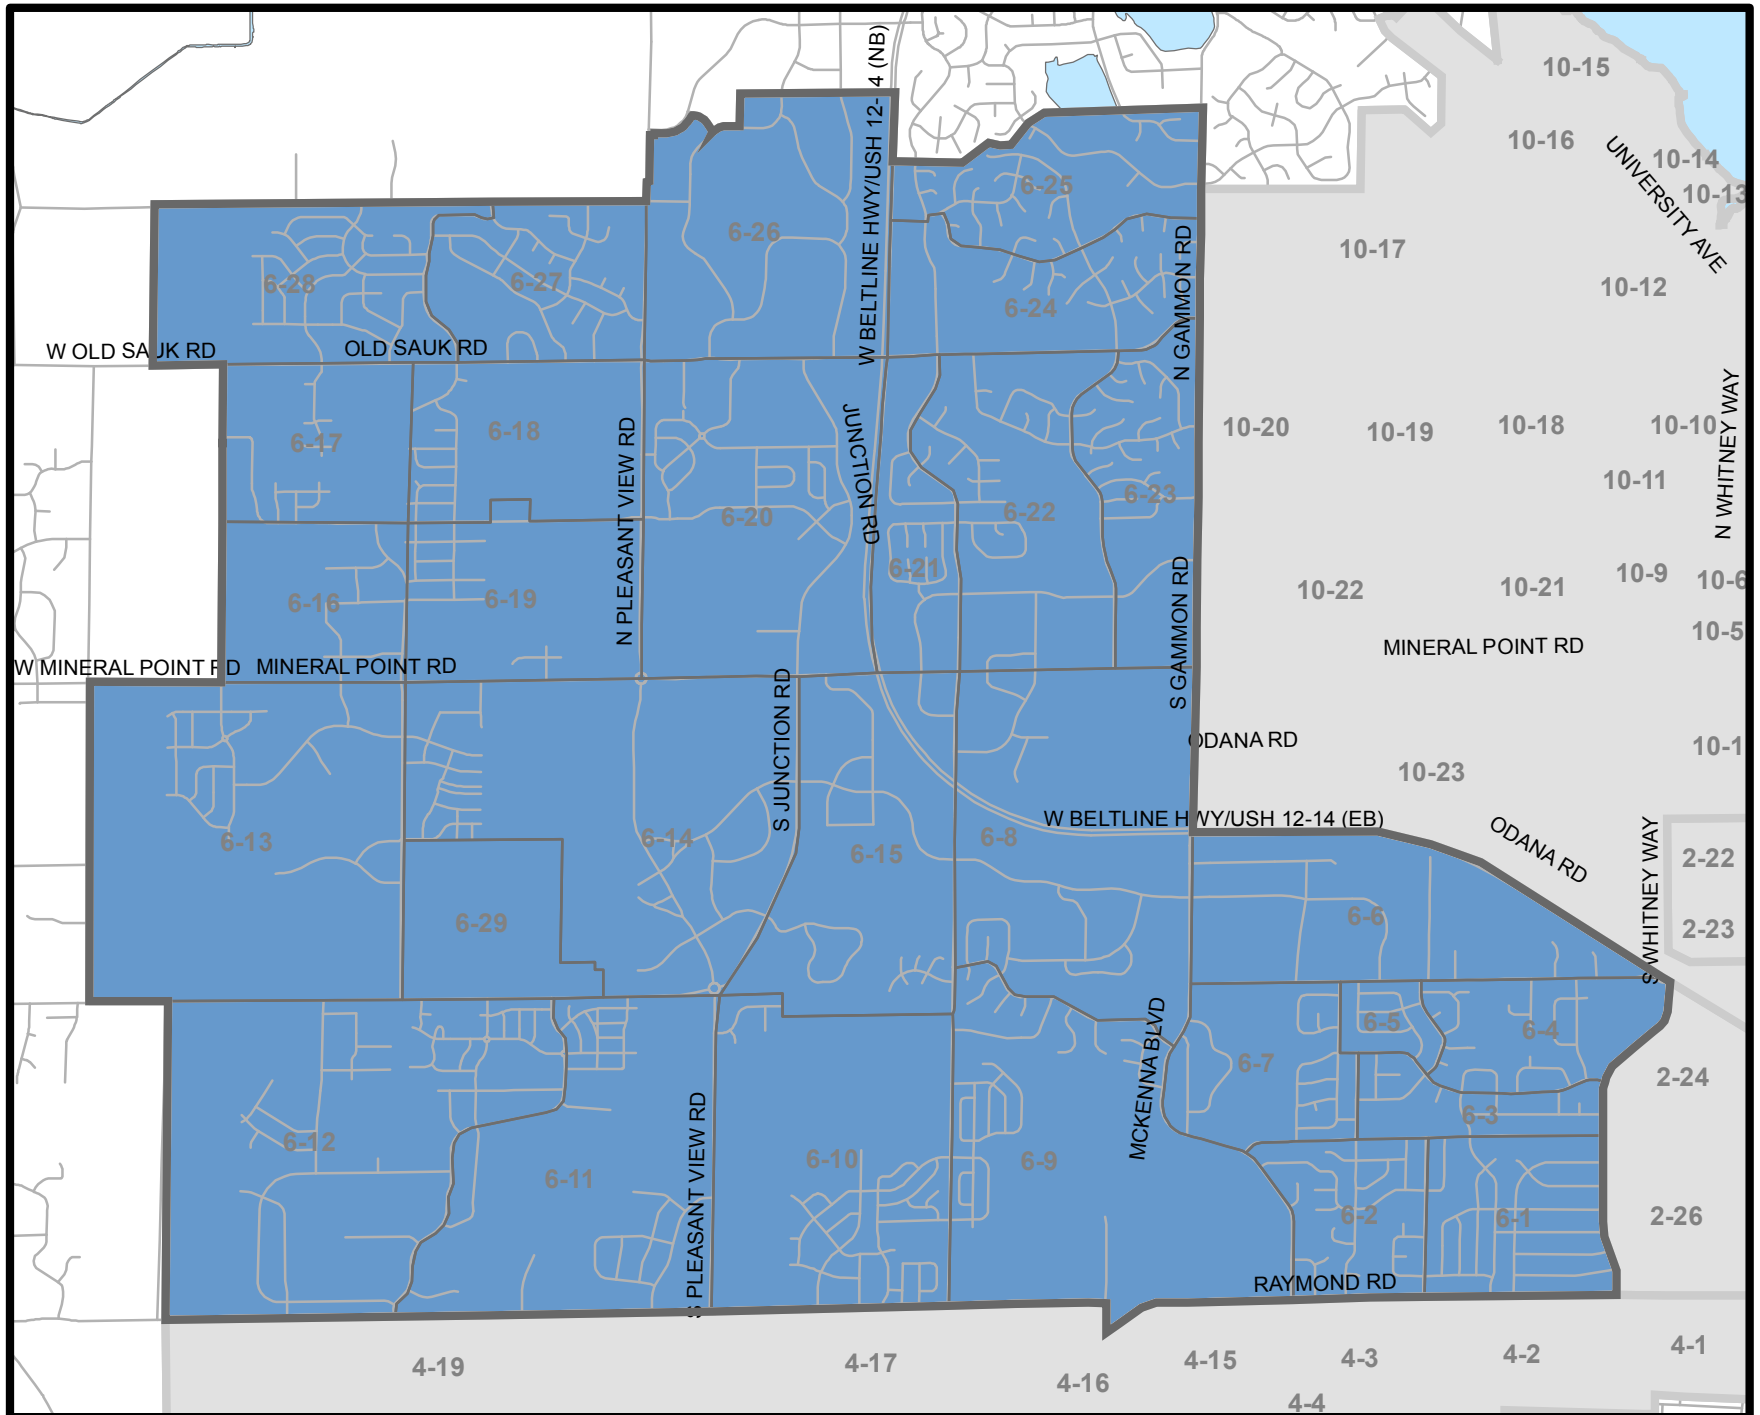 10-15
W BELTLINE HWY/USH 12-14 (NB)
10-16
UNIVERSITY AVE
10-14
6-25
10-13
6-26
10-17
6-28
6-27
N GAMMON RD
10-12
6-24
W OLD SAUK RD
OLD SAUK RD
N WHITNEY WAY
6-17
6-18
N PLEASANT VIEW RD
JUNCTION RD
10-20
10-19
10-18
10-10
10-11
6-23
6-20
6-22
6-21
10-9
10-6
6-16
6-19
S GAMMON RD
10-22
10-21
10-5
W MINERAL POINT RD
MINERAL POINT RD
MINERAL POINT RD
S JUNCTION RD
ODANA RD
10-1
10-23
W BELTLINE HWY/USH 12-14 (EB)
ODANA RD
6-13
6-14
6-15
6-8
S WHITNEY WAY
2-22
6-29
6-6
2-23
MCKENNA BLVD
6-5
6-4
6-7
2-24
6-3
S PLEASANT VIEW RD
6-12
6-11
6-10
6-9
6-2
6-1
2-26
RAYMOND RD
4-19
4-17
4-16
4-15
4-3
4-2
4-1
4-4